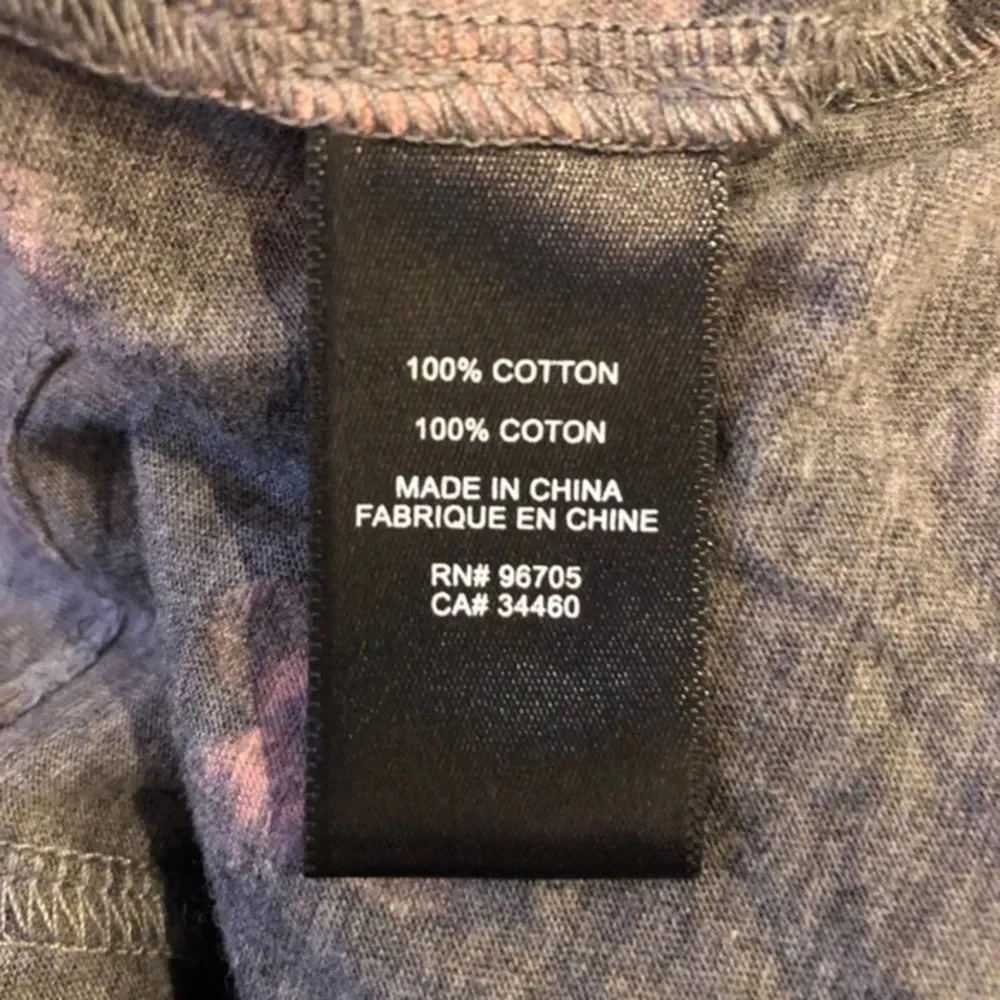 100% COTTON
100% COTON
MADE IN CHINA
FABRIQUE EN CHINE
RN# 96705
CA# 34460